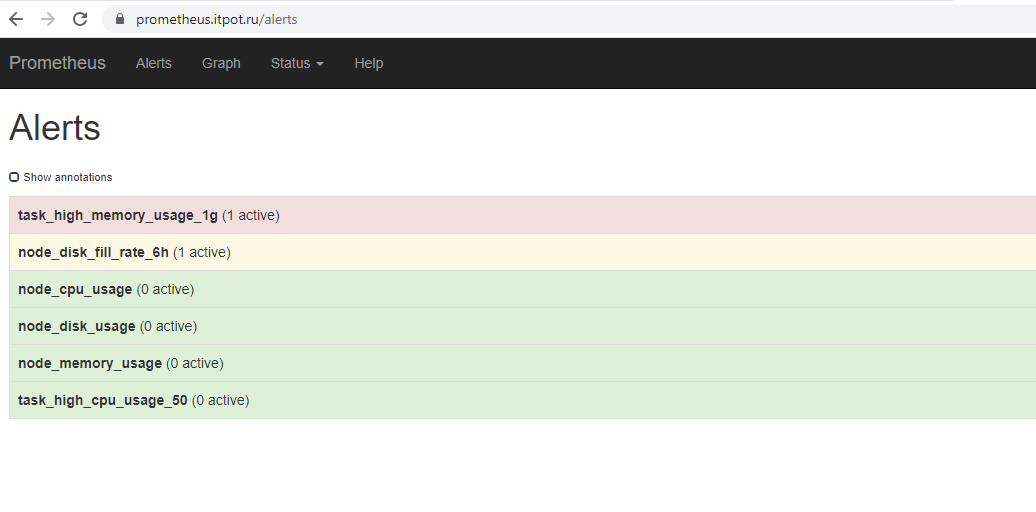 prometheus.itpot.ru/alerts
Prometheus Alerts Graph Status Help
Alerts
Show annotations
task_high_memory_usage_1g (1 active)
node_disk_fill_rate_6h (1 active)
node_cpu_usage (0 active)
node_disk_usage (0 active)
node_memory_usage (0 active)
task_high_cpu_usage_50 (0 active)